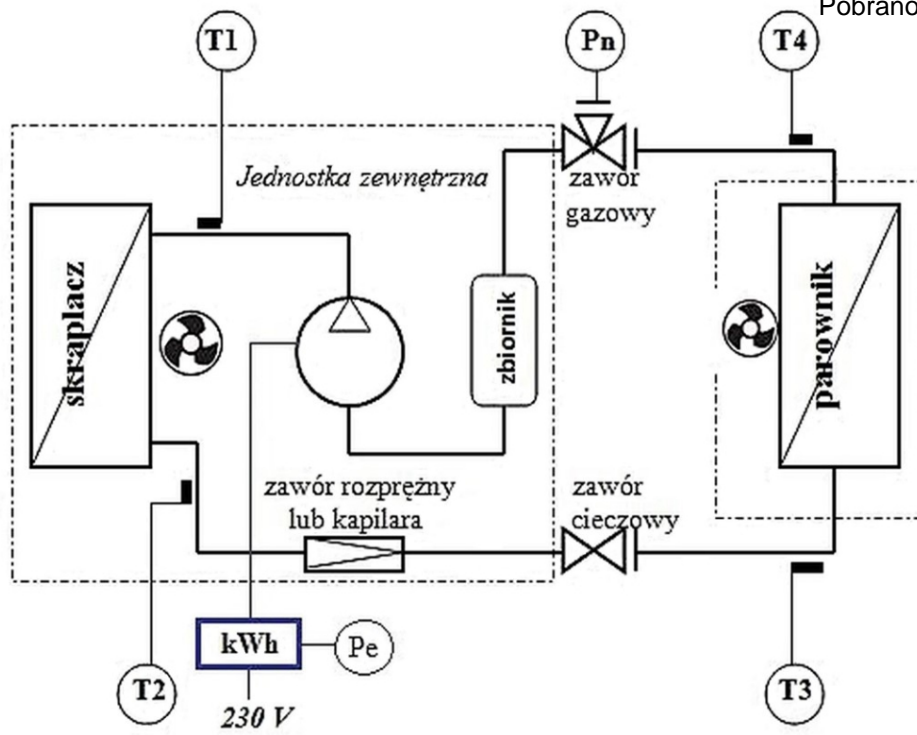 Pobrano
T1
Pn
T4
Jednostka zewnętrzna
zawór
gazowy
skraplacz
zbiornik
parownik
zawór rozprężny
lub kapilara
zawór
cieczowy
kWh
Pe
T2
230 V
T3